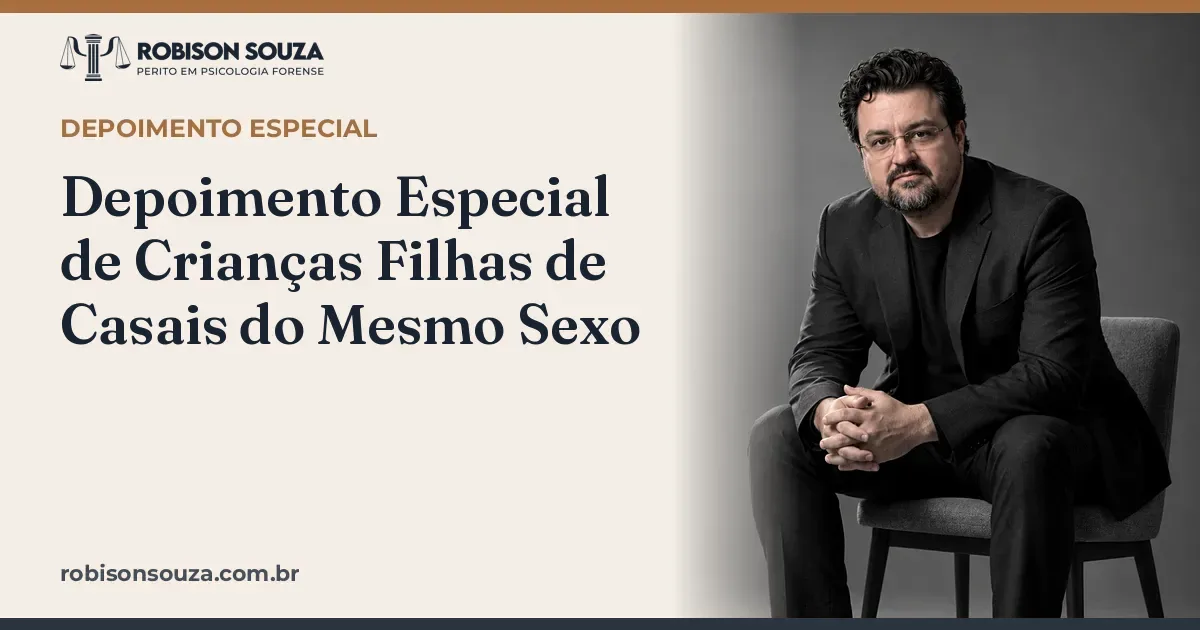 ROBISON SOUZA
PERITO EM PSICOLOGIA FORENSE
DEPOIMENTO ESPECIAL
Depoimento Especial
de Crianças Filhas de
Casais do Mesmo Sexo
robisonsouza.com.br